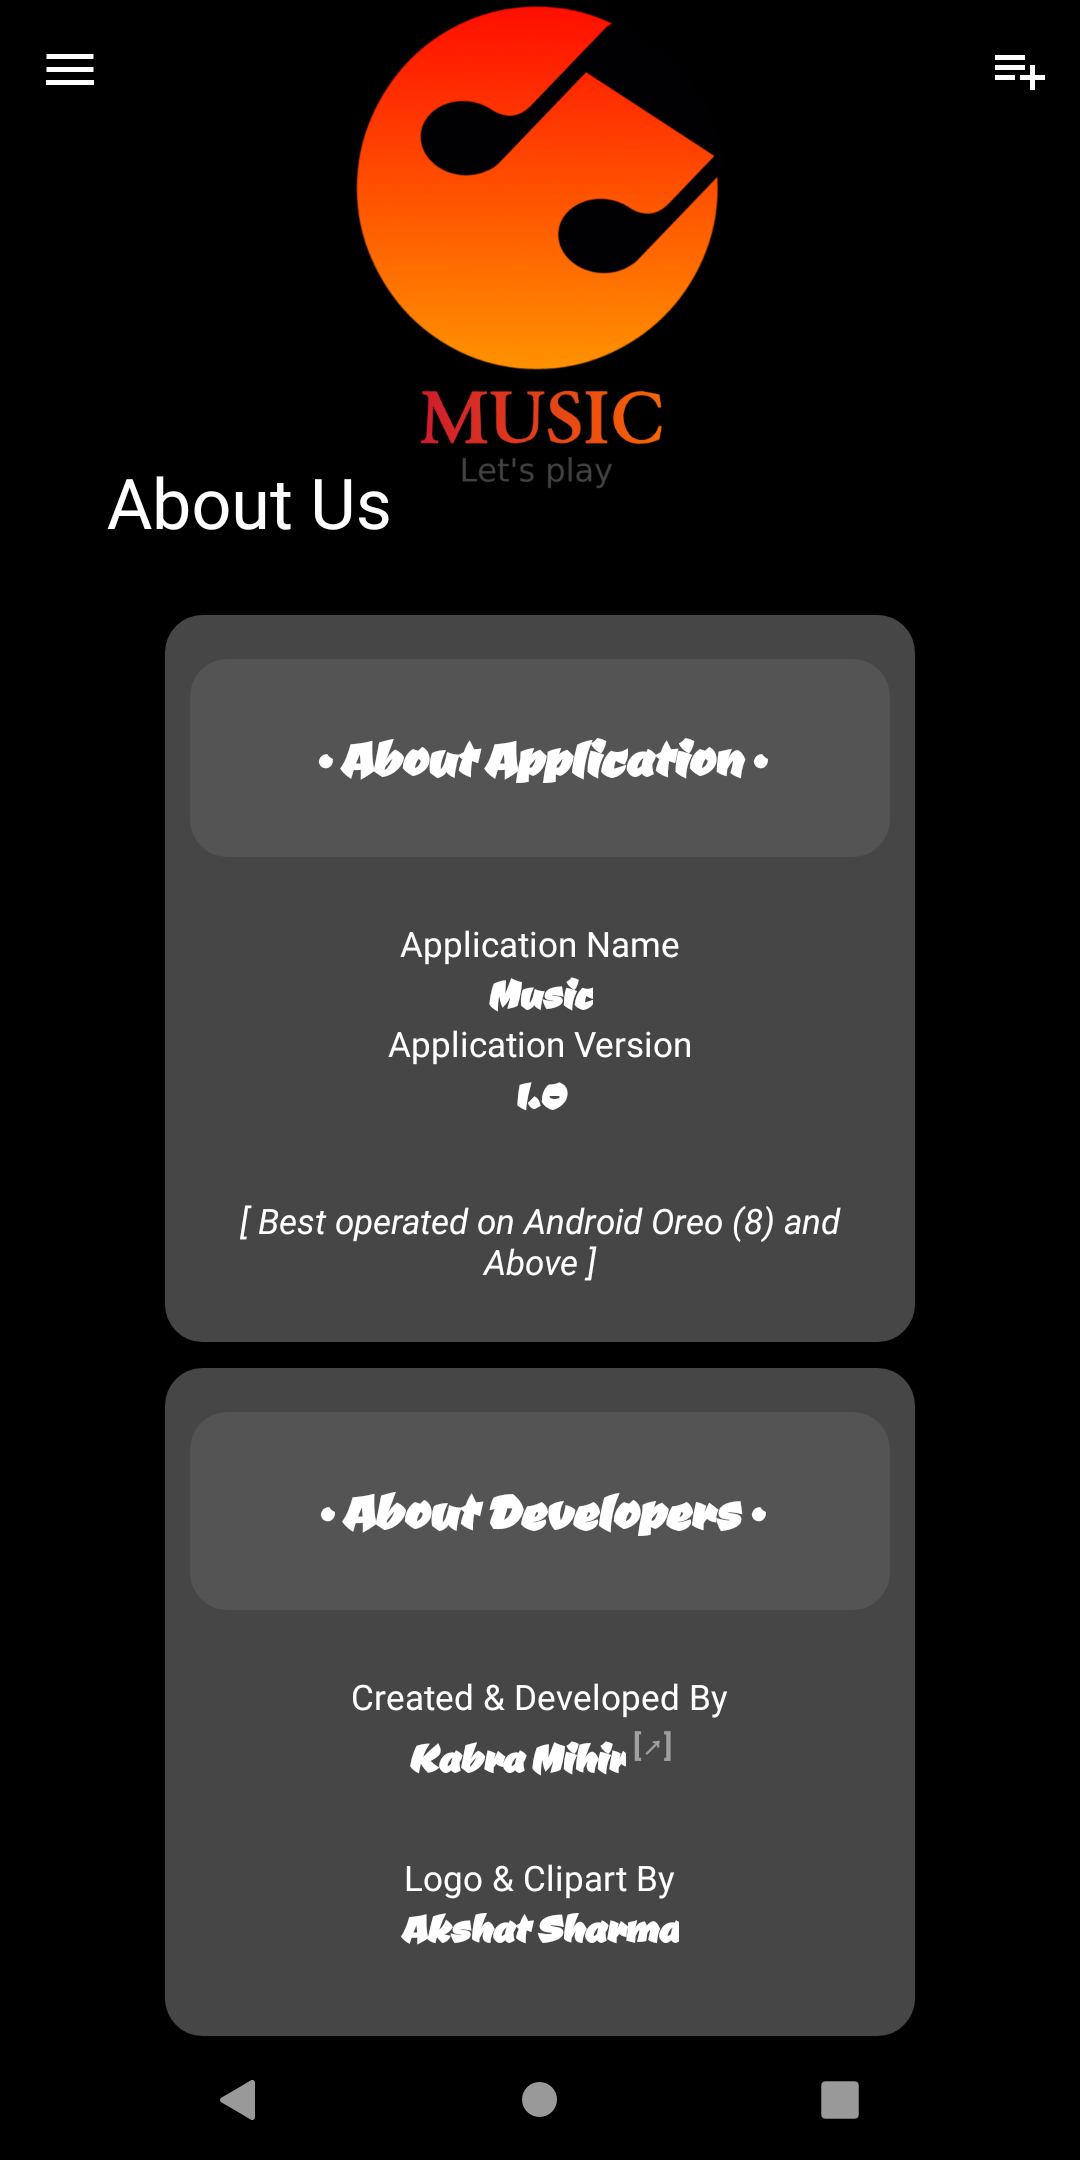 MUSIC
Let's play
About Us
• About Application •
Application Name
Music
Application Version
1.0
[ Best operated on Android Oreo (8) and
Above ]
• About Developers •
Created & Developed By
Kabra Mihir [↗]
Logo & Clipart By
Akshat Sharma